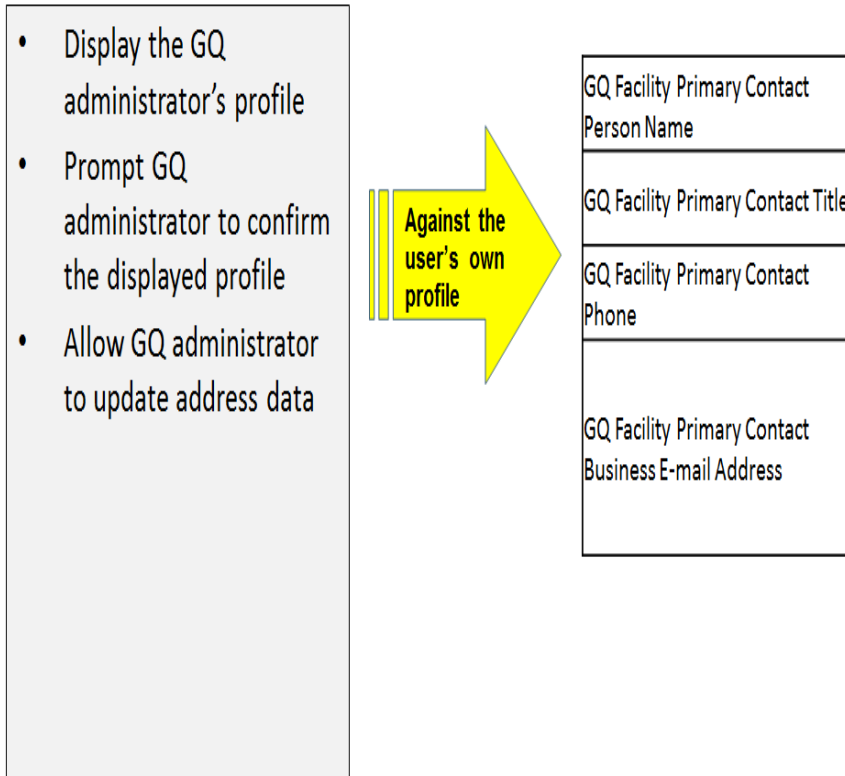 • Display the GQ
administrator’s profile
• Prompt GQ
administrator to confirm
the displayed profile
• Allow GQ administrator
to update address data
Against the
user’s own
profile
GQ Facility Primary Contact
Person Name
GQ Facility Primary Contact Title
GQ Facility Primary Contact
Phone
GQ Facility Primary Contact
Business E-mail Address